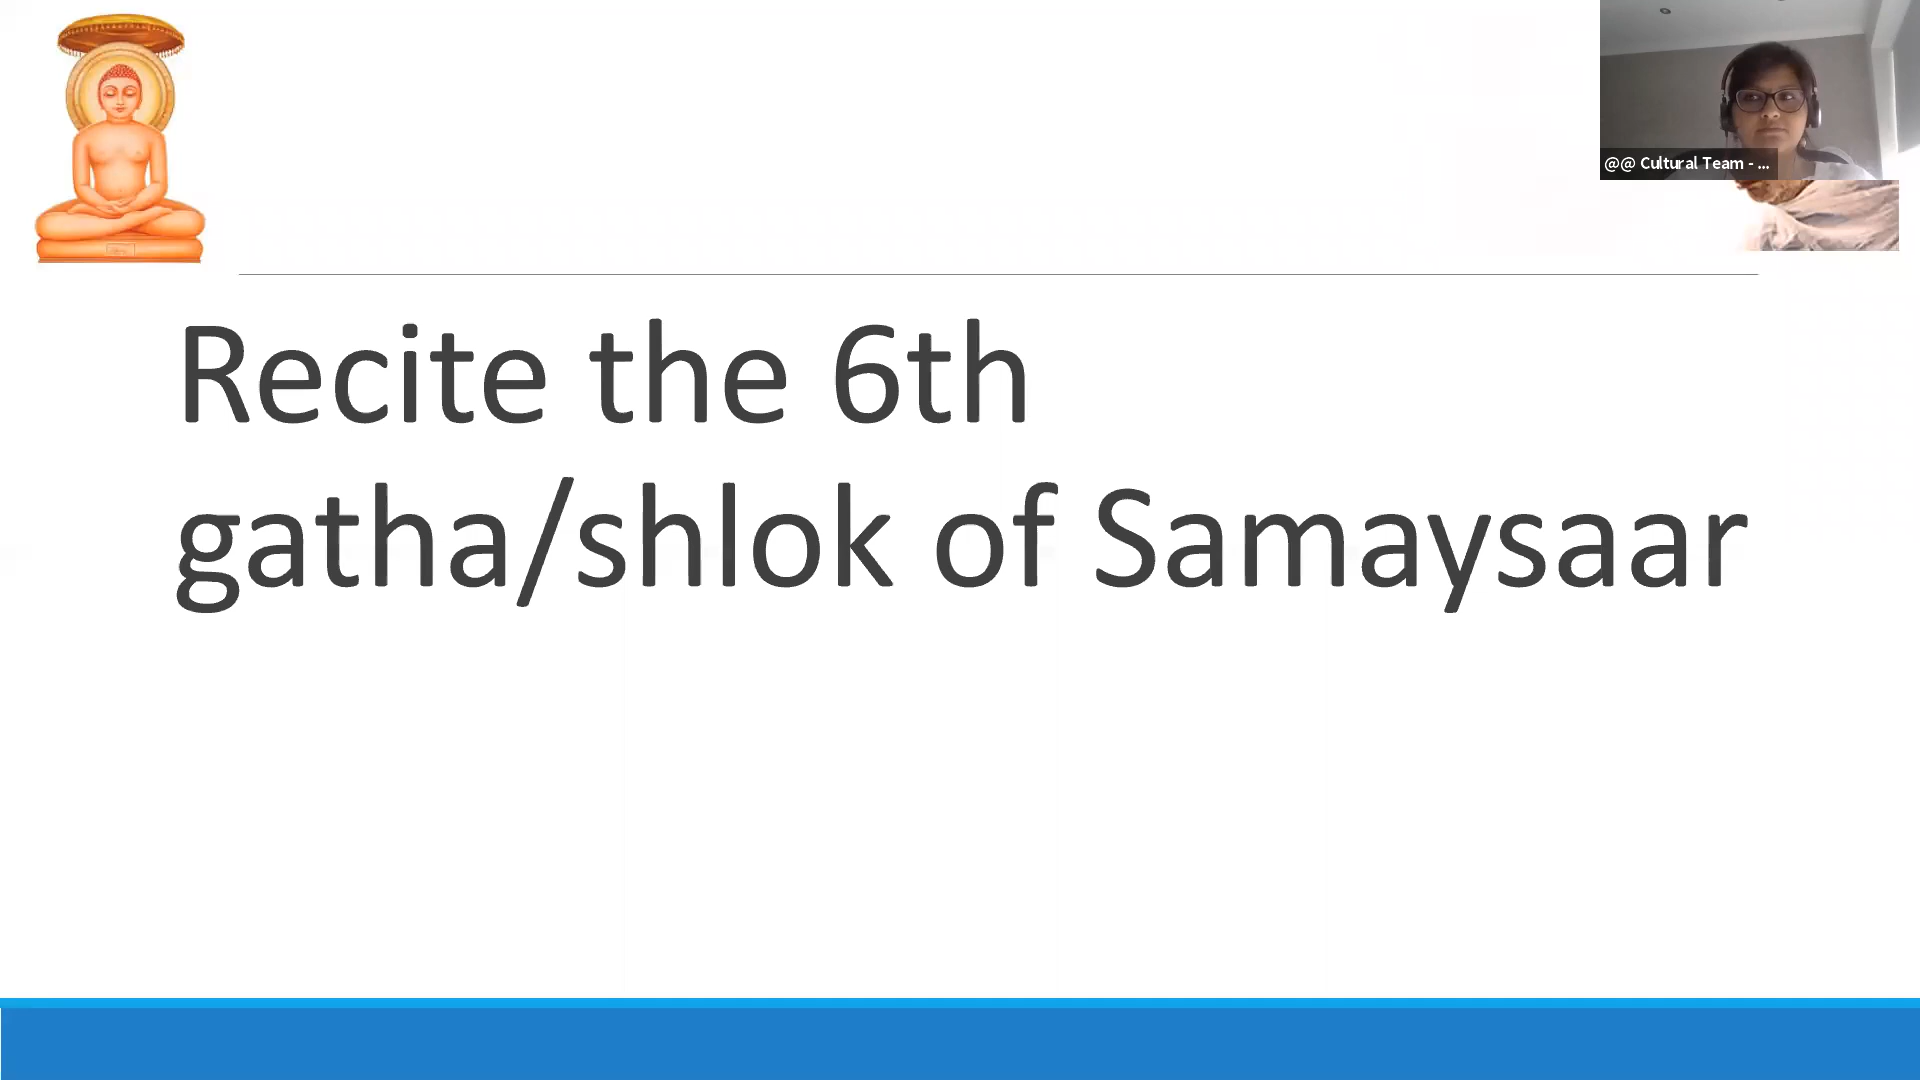 @@ Cultural Team - ...
Recite the 6th
gatha/shlok of Samaysaar